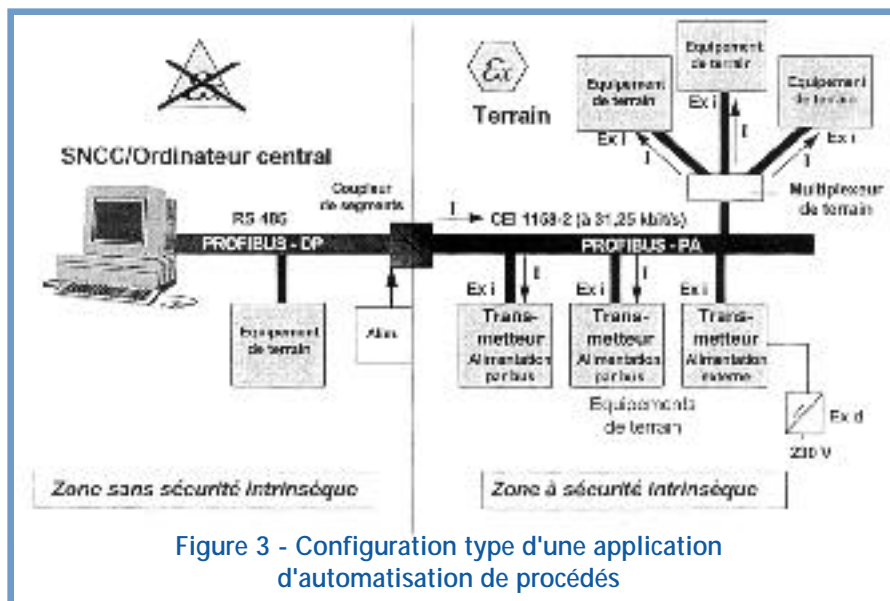 Ex
Terrain
SNCC/Ordinateur central
Coupleur
de segments
RS 485
PROFIBUS - DP
Equipement
de terrain
Alim.
I
CEI 1158-2 (à 31,25 kbit/s)
PROFIBUS - PA
Equipement
de terrain
Equipement
de terrain
Equipement
de terrain
Ex i
Ex i
Ex i
I
I
I
Multiplexeur
de terrain
Ex i
I
Ex i
I
Ex i
Trans-
metteur
Alimentation
par bus
Trans-
metteur
Alimentation
par bus
Trans-
metteur
Alimentation
externe
Equipements
de terrain
Ex d
230 V
Zone sans sécurité intrinsèque
Zone à sécurité intrinsèque
Figure 3 - Configuration type d'une application
d'automatisation de procédés